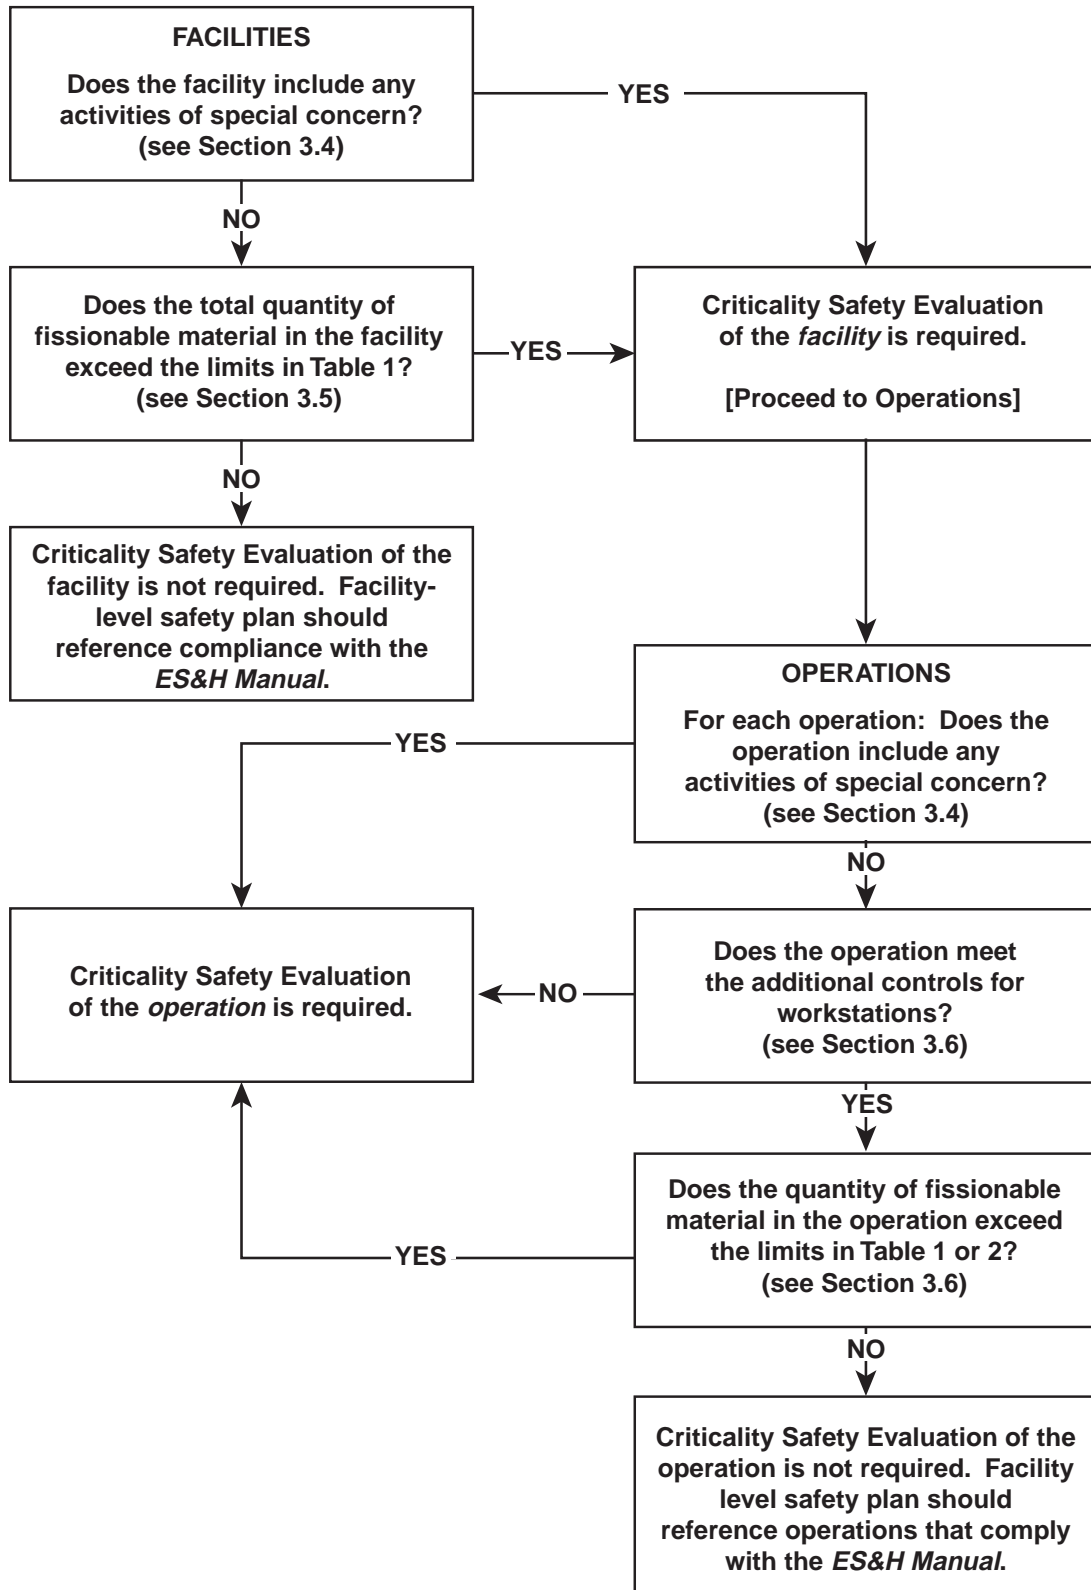 FACILITIES
Does the facility include any
activities of special concern?
(see Section 3.4)
YES
NO
Does the total quantity of
fissionable material in the facility
exceed the limits in Table 1?
(see Section 3.5)
YES
Criticality Safety Evaluation
of the facility is required.
[Proceed to Operations]
NO
Criticality Safety Evaluation of the
facility is not required. Facility-
level safety plan should
reference compliance with the
ES&H Manual.
OPERATIONS
For each operation: Does the
operation include any
activities of special concern?
(see Section 3.4)
YES
NO
Criticality Safety Evaluation
of the operation is required.
NO
Does the operation meet
the additional controls for
workstations?
(see Section 3.6)
YES
Does the quantity of fissionable
material in the operation exceed
the limits in Table 1 or 2?
(see Section 3.6)
YES
NO
Criticality Safety Evaluation of the
operation is not required. Facility
level safety plan should
reference operations that comply
with the ES&H Manual.